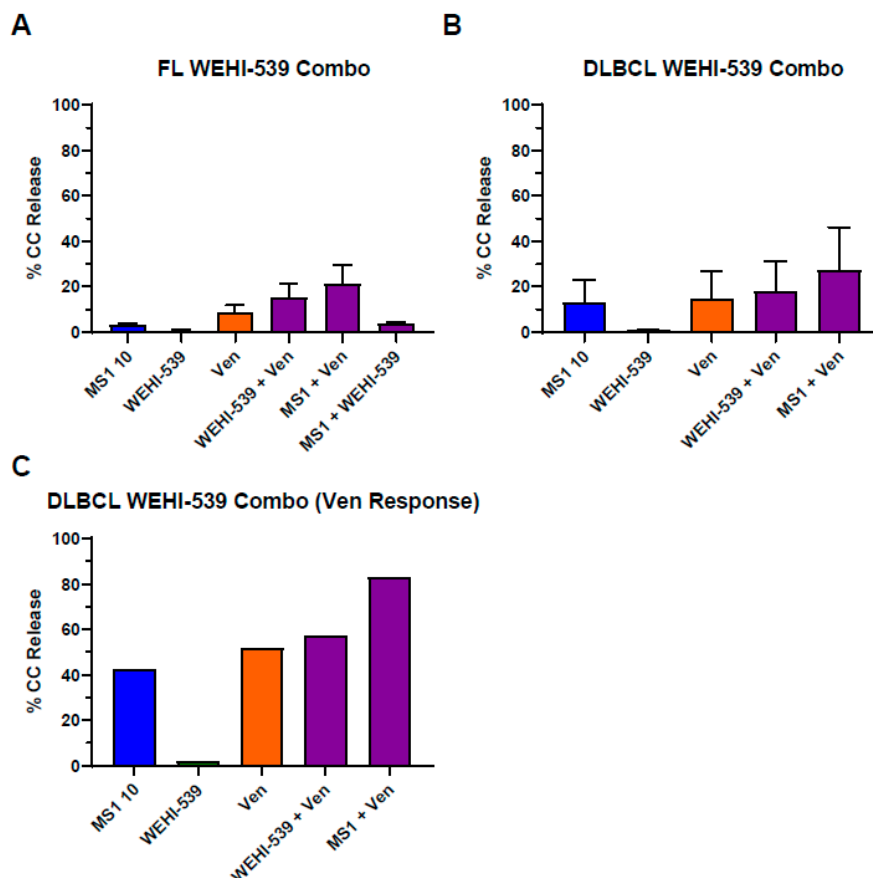 A
FL WEHI-539 Combo
% CC Release
100
80
60
40
20
0
MS1 10
WEHI-539
Ven
WEHI-539 + Ven
MS1 + Ven
MS1 + WEHI-539
B
DLBCL WEHI-539 Combo
% CC Release
100
80
60
40
20
0
MS1 10
WEHI-539
Ven
WEHI-539 + Ven
MS1 + Ven
C
DLBCL WEHI-539 Combo (Ven Response)
% CC Release
100
80
60
40
20
0
MS1 10
WEHI-539
Ven
WEHI-539 + Ven
MS1 + Ven